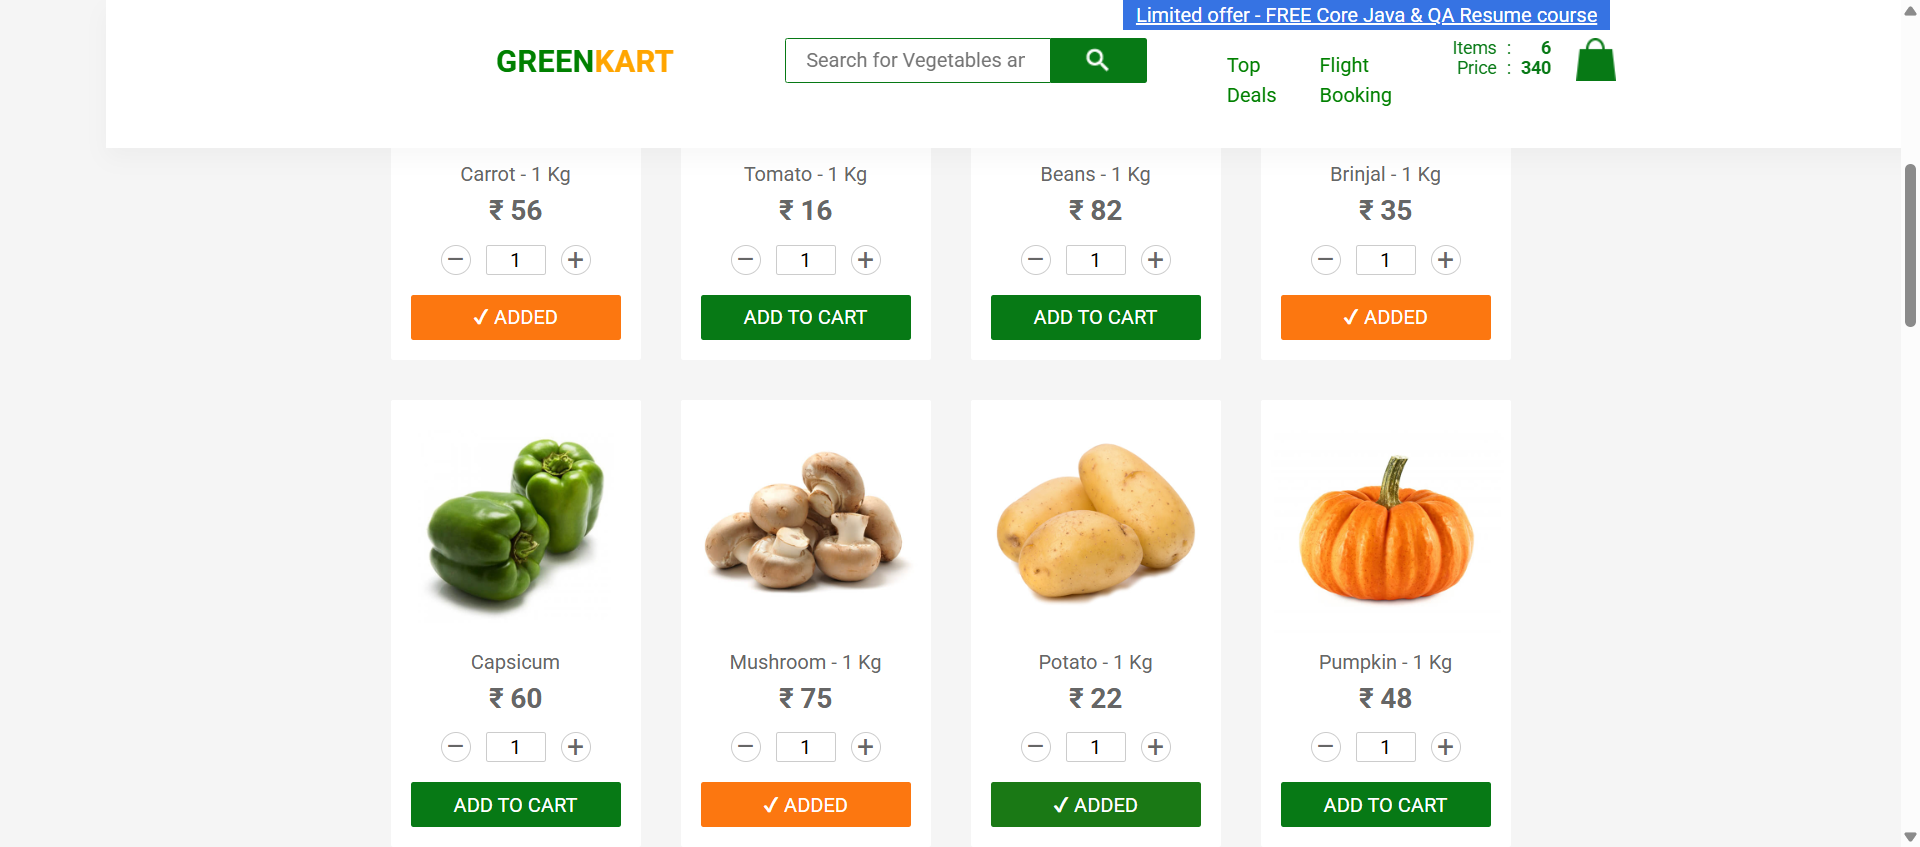 Limited offer - FREE Core Java & QA Resume course
GREENKART
Search for Vegetables ar
Top Deals
Flight Booking
Items : 6
Price : 340
Carrot - 1 Kg
₹ 56
− 1 +
✓ ADDED
Tomato - 1 Kg
₹ 16
− 1 +
ADD TO CART
Beans - 1 Kg
₹ 82
− 1 +
ADD TO CART
Brinjal - 1 Kg
₹ 35
− 1 +
✓ ADDED
Capsicum
₹ 60
− 1 +
ADD TO CART
Mushroom - 1 Kg
₹ 75
− 1 +
✓ ADDED
Potato - 1 Kg
₹ 22
− 1 +
✓ ADDED
Pumpkin - 1 Kg
₹ 48
− 1 +
ADD TO CART